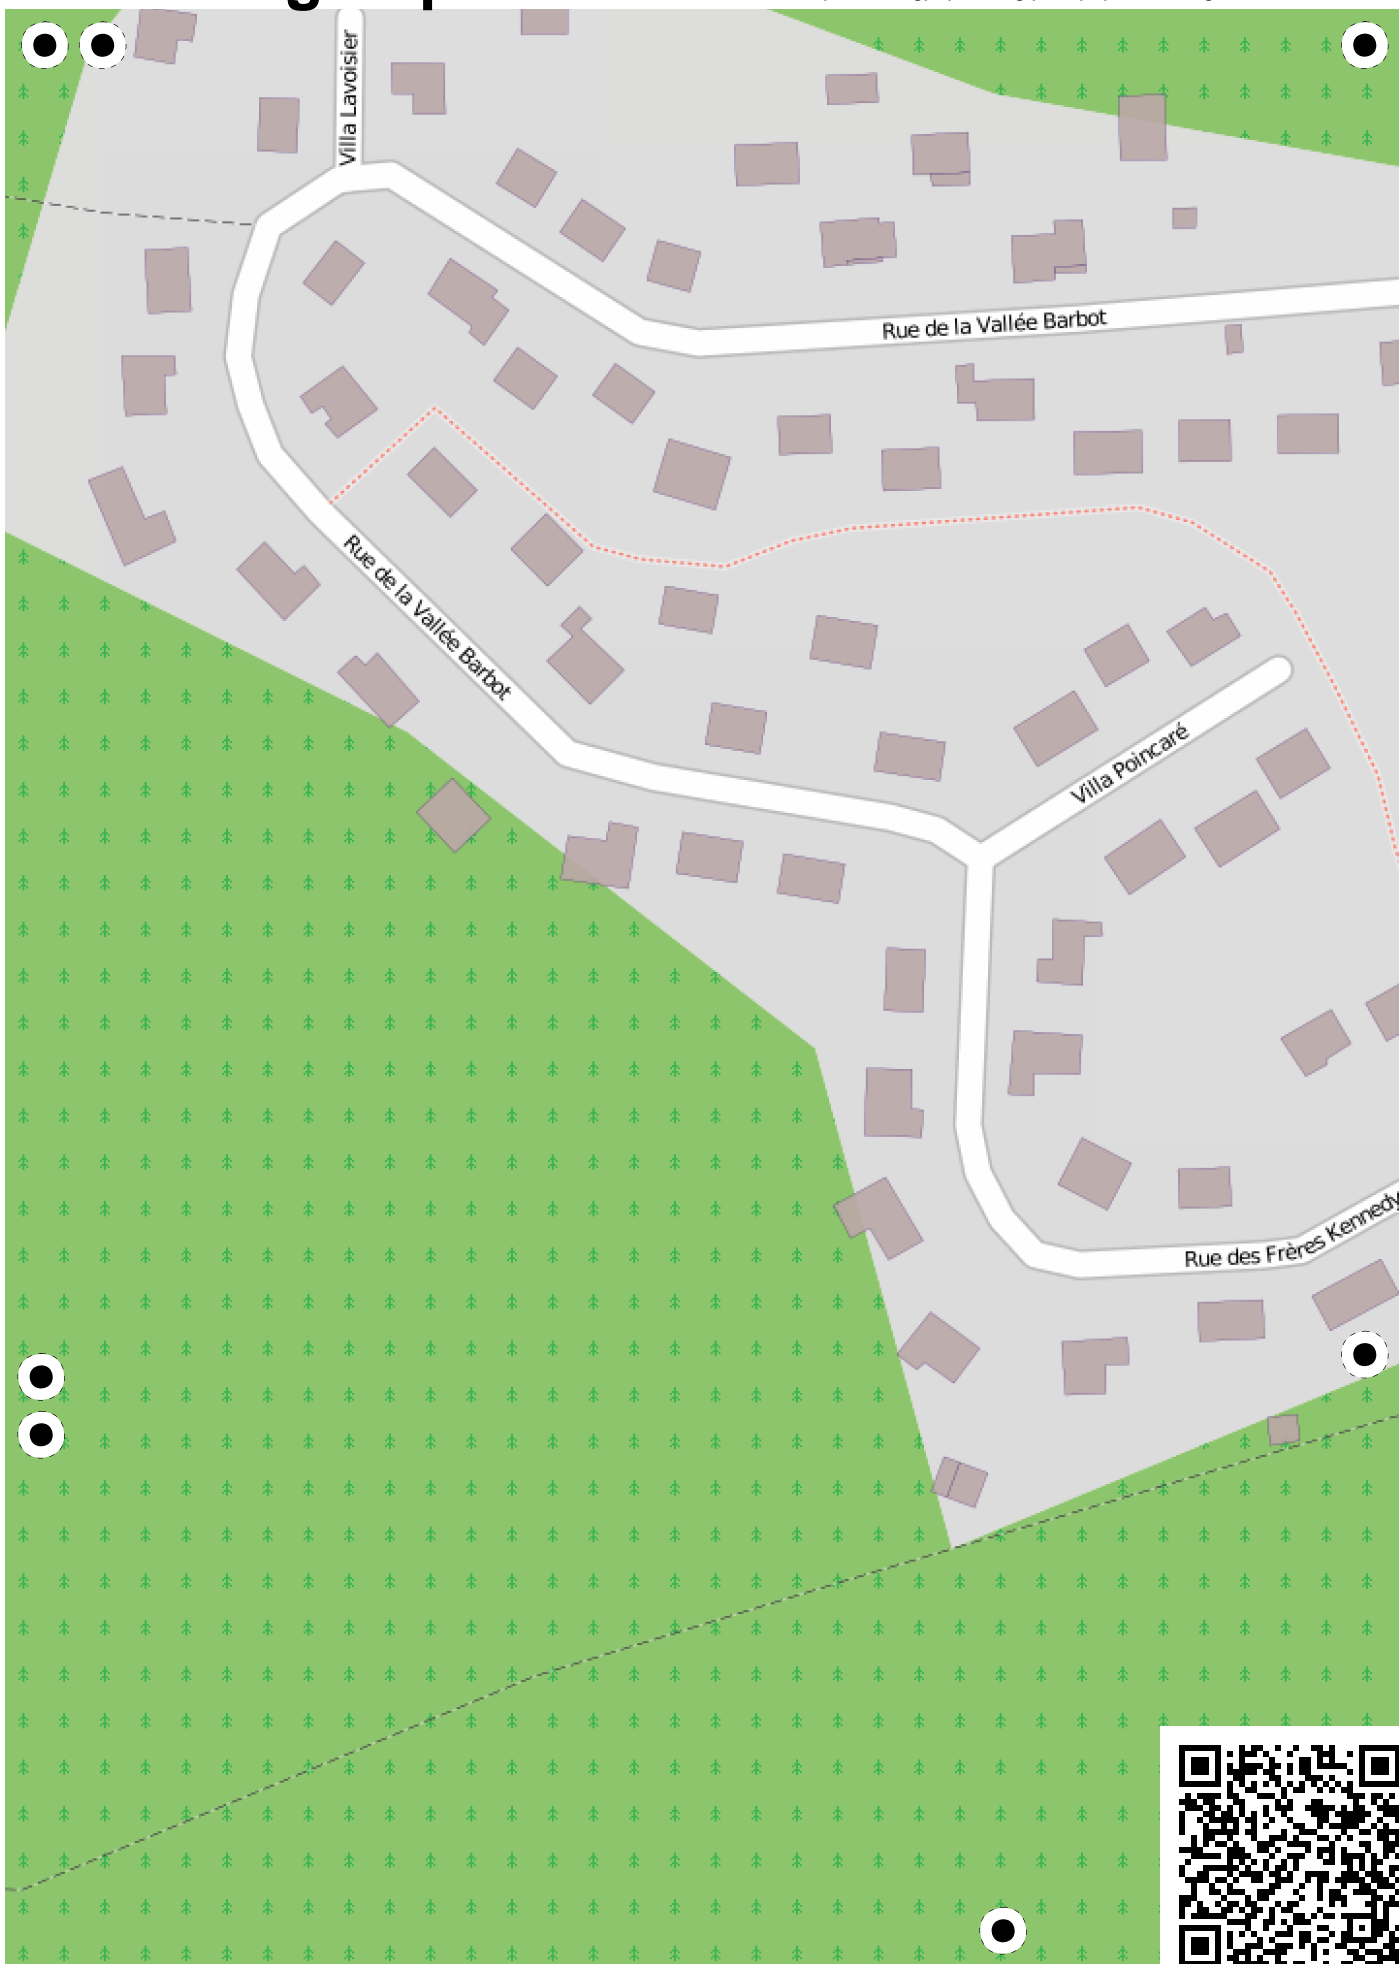 Villa Lavoisier
Rue de la Vallée Barbot
Rue de la Vallée Barbot
Villa Poincaré
Rue des Frères Kennedy